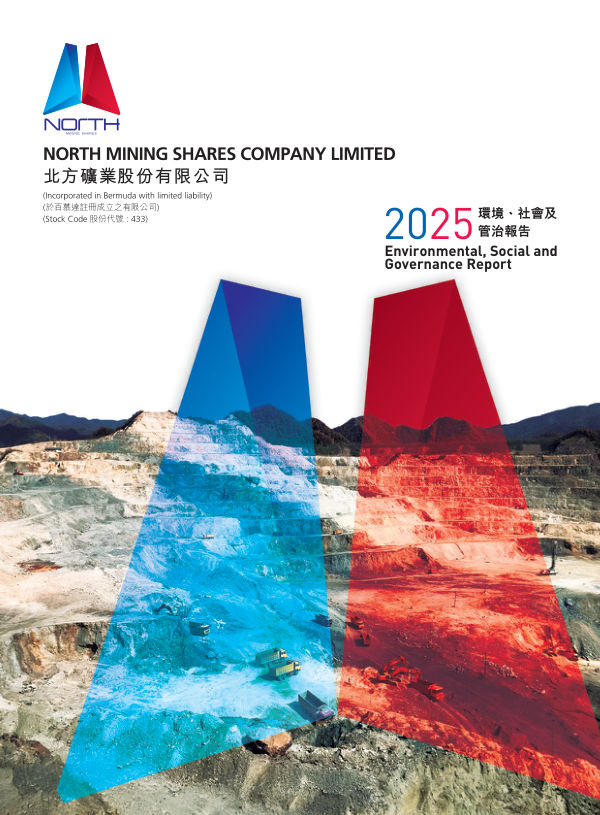 NORTH
MINING SHARES
NORTH MINING SHARES COMPANY LIMITED
北方礦業股份有限公司
(Incorporated in Bermuda with limited liability)
(於百慕達註冊成立之有限公司)
(Stock Code 股份代號 : 433)
2025 環境、社會及
管治報告
Environmental, Social and
Governance Report